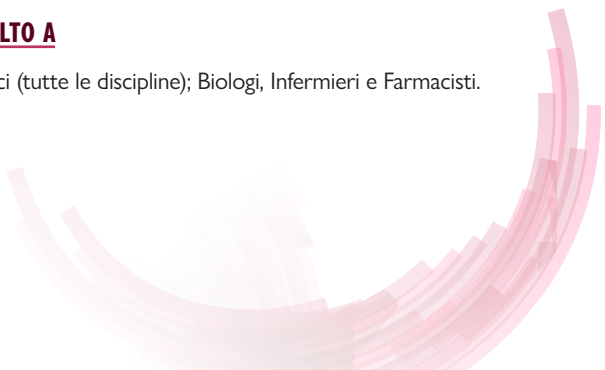 LTO A
ci (tutte le discipline); Biologi, Infermieri e Farmacisti.